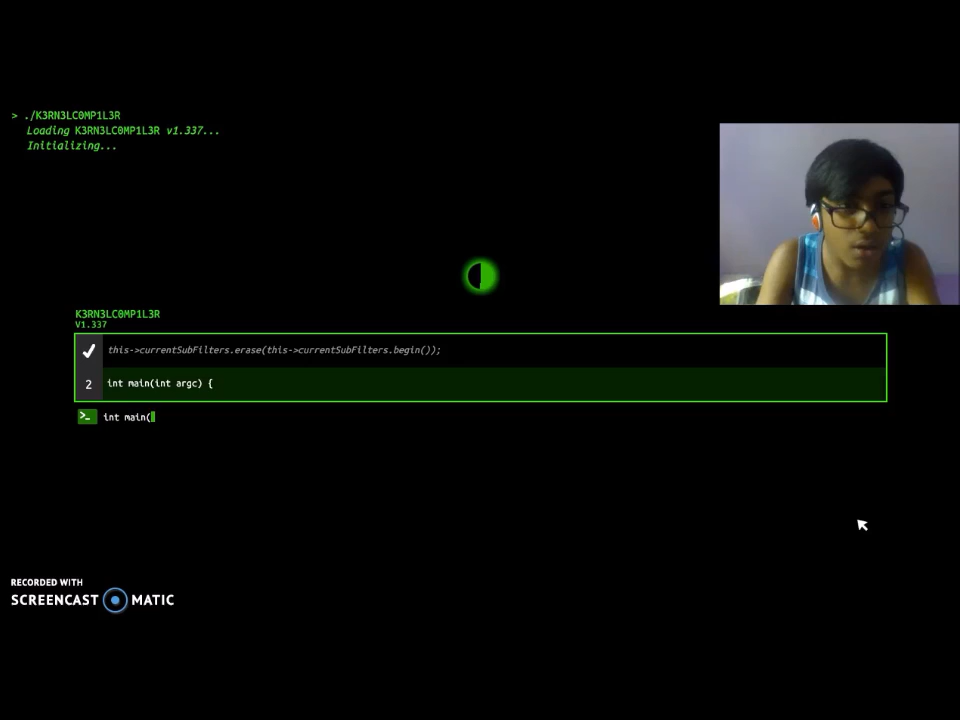 > ./K3RN3LC0MP1L3R
Loading K3RN3LC0MP1L3R v1.337...
Initializing...
K3RN3LC0MP1L3R
V1.337
this->currentSubFilters.erase(this->currentSubFilters.begin());
2 int main(int argc) {
>_ int main(
RECORDED WITH
SCREENCAST MATIC